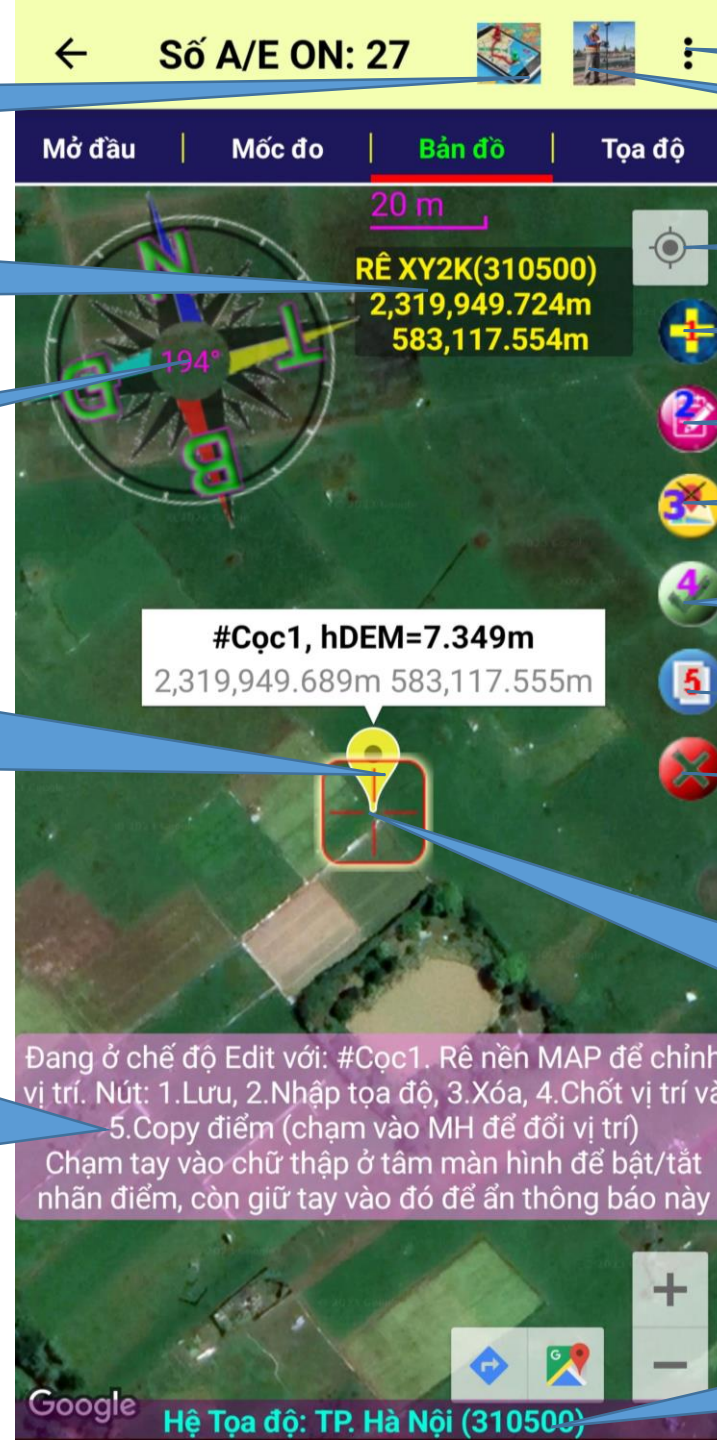 Số A/E ON: 27
Mở đầu | Mốc đo | Bản đồ | Tọa độ
20 m
RÊ XY2K(310500)
2,319,949.724m
583,117.554m
N
T
194°
G
B
1
2
3
4
5
#Cọc1, hDEM=7.349m
2,319,949.689m 583,117.555m
Đang ở chế độ Edit với: #Cọc1. Rê nền MAP để chỉnh
vị trí. Nút: 1.Lưu, 2.Nhập tọa độ, 3.Xóa, 4.Chốt vị trí và
5.Copy điểm (chạm vào MH để đổi vị trí)
Chạm tay vào chữ thập ở tâm màn hình để bật/tắt
nhãn điểm, còn giữ tay vào đó để ẩn thông báo này
+
G
−
Google
Hệ Tọa độ: TP. Hà Nội (310500)